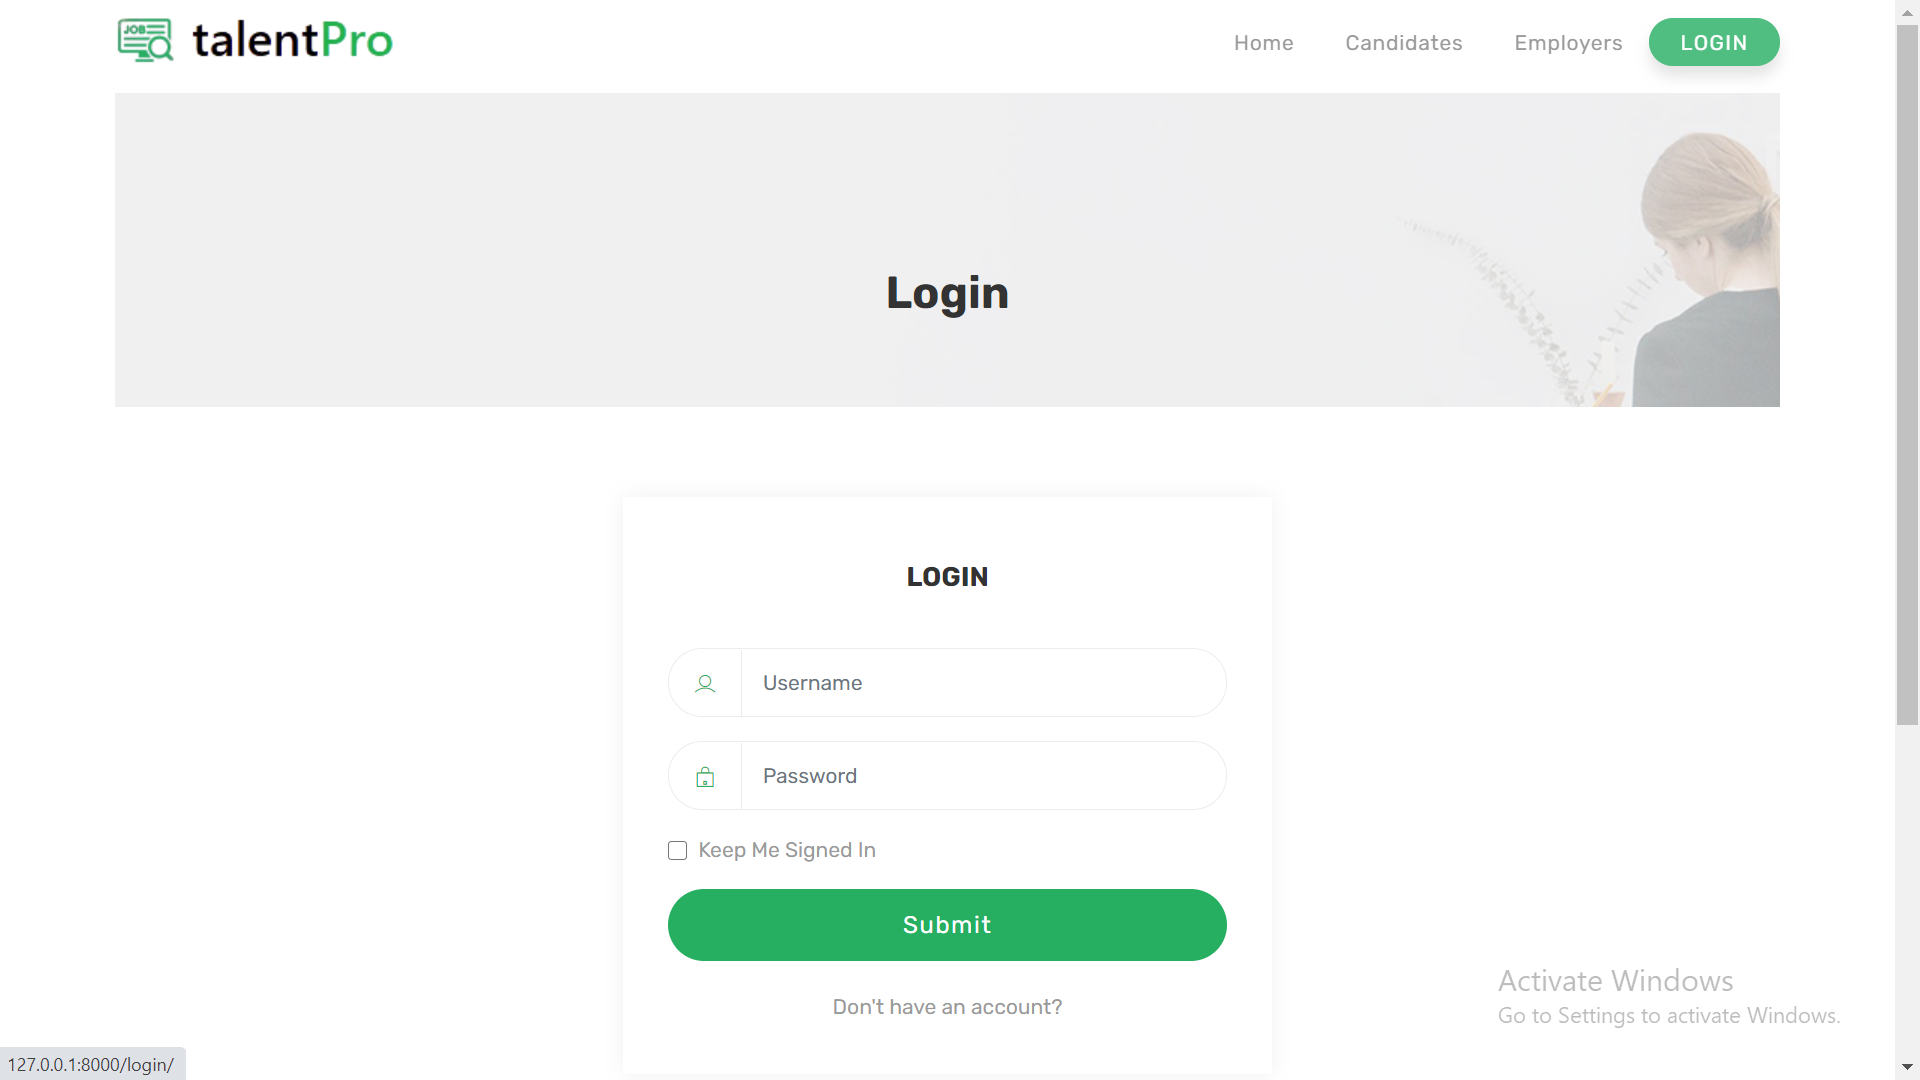 JOB talentPro
Home Candidates Employers LOGIN
Login
LOGIN
Username
Password
Keep Me Signed In
Submit
Don't have an account?
Activate Windows
Go to Settings to activate Windows.
127.0.0.1:8000/login/